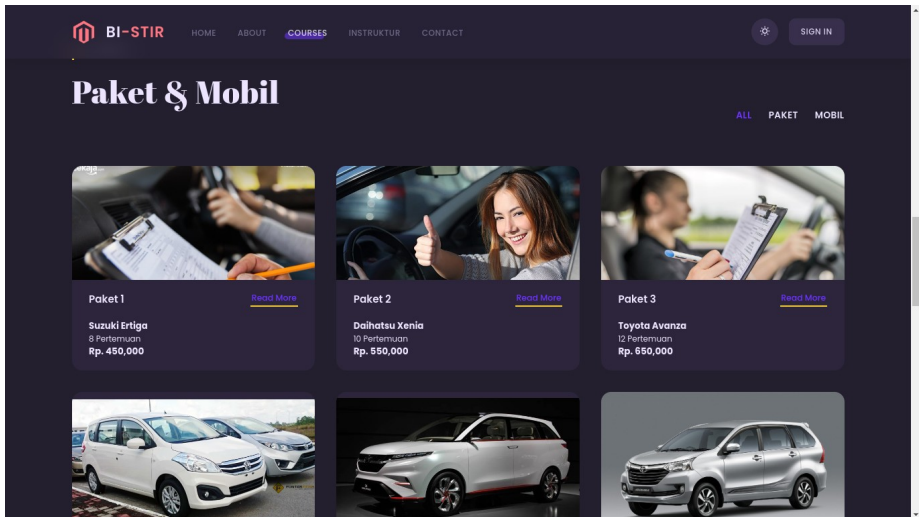 BI-STIR
HOME ABOUT COURSES INSTRUKTUR CONTACT
SIGN IN
Paket & Mobil
ALL PAKET MOBIL
Paket 1 Read More
Suzuki Ertiga
8 Pertemuan
Rp. 450,000
Paket 2 Read More
Daihatsu Xenia
10 Pertemuan
Rp. 550,000
Paket 3 Read More
Toyota Avanza
12 Pertemuan
Rp. 650,000